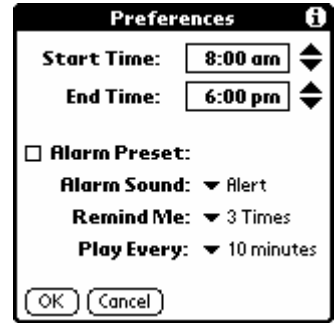 Preferences i
Start Time: 8:00 am
End Time: 6:00 pm
Alarm Preset:
Alarm Sound: Alert
Remind Me: 3 Times
Play Every: 10 minutes
OK Cancel